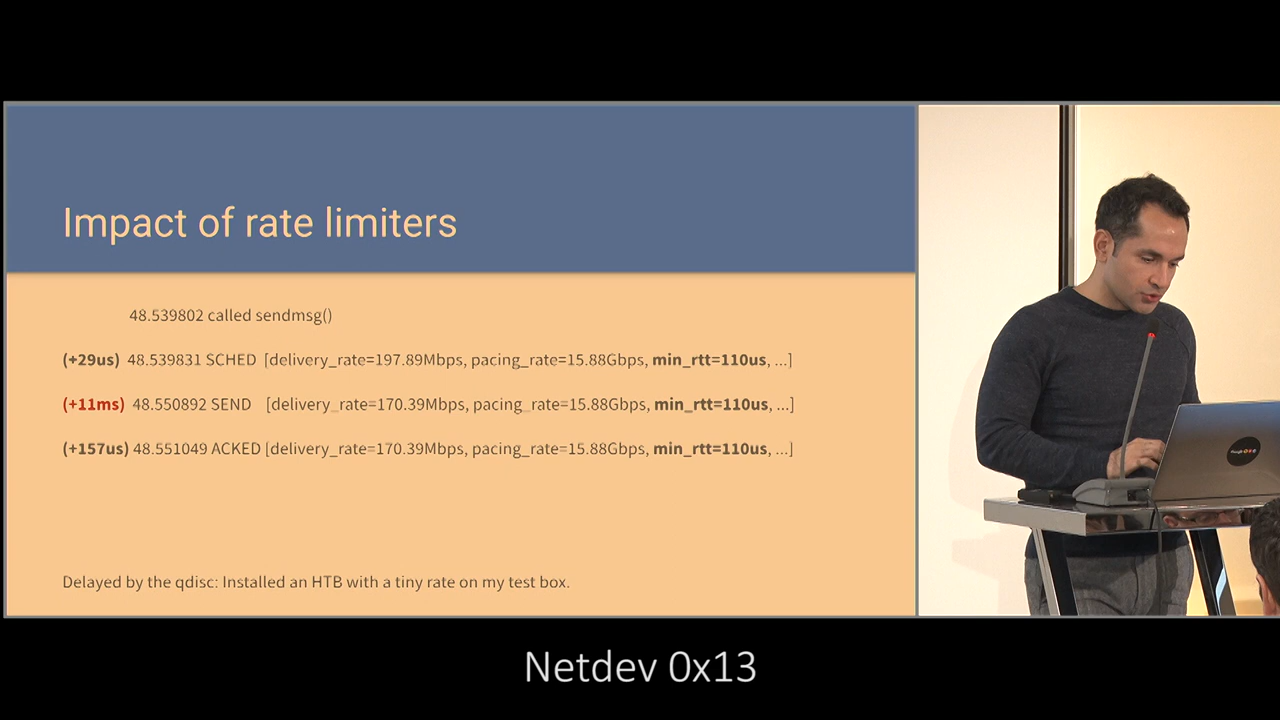 Impact of rate limiters
48.539802 called sendmsg()
(+29us) 48.539831 SCHED [delivery_rate=197.89Mbps, pacing_rate=15.88Gbps, min_rtt=110us, ...]
(+11ms) 48.550892 SEND [delivery_rate=170.39Mbps, pacing_rate=15.88Gbps, min_rtt=110us, ...]
(+157us) 48.551049 ACKED [delivery_rate=170.39Mbps, pacing_rate=15.88Gbps, min_rtt=110us, ...]
Delayed by the qdisc: Installed an HTB with a tiny rate on my test box.
Netdev 0x13